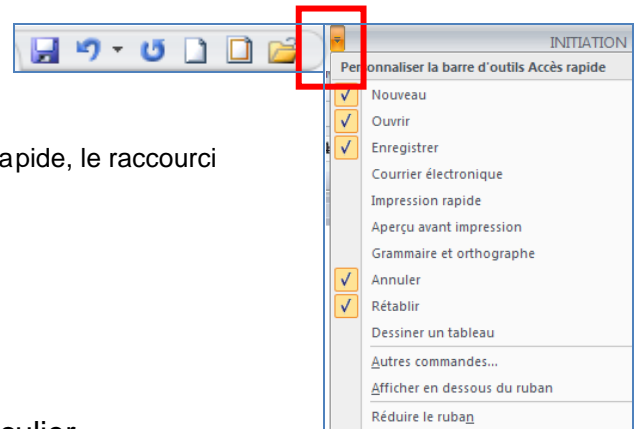 INITIATION
Personnaliser la barre d'outils Accès rapide
Nouveau
Ouvrir
apide, le raccourci
Enregistrer
Courrier électronique
Impression rapide
Aperçu avant impression
Grammaire et orthographe
Annuler
Rétablir
Dessiner un tableau
Autres commandes...
Afficher en dessous du ruban
Réduire le ruban